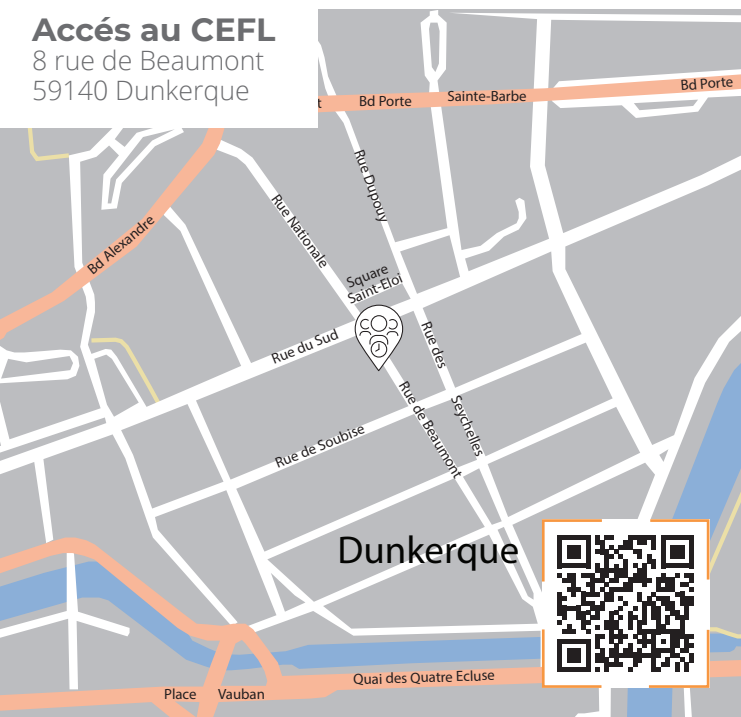 Accés au CEFL
8 rue de Beaumont
59140 Dunkerque
Bd Porte
Sainte-Barbe
Bd Porte
Rue Dupouy
Rue Nationale
Bd Alexandre
Square
Saint-Eloi
Rue du Sud
Rue des
Seychelles
Rue de Beaumont
Rue de Soubise
Dunkerque
Quai des Quatre Ecluse
Place
Vauban